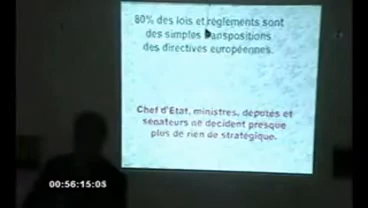 80% des lois et règlements sont
des simples transpositions
des directives européennes.
Chef d'Etat, ministres, députés et
sénateurs ne décident presque
plus de rien de stratégique.
00:56:15:05